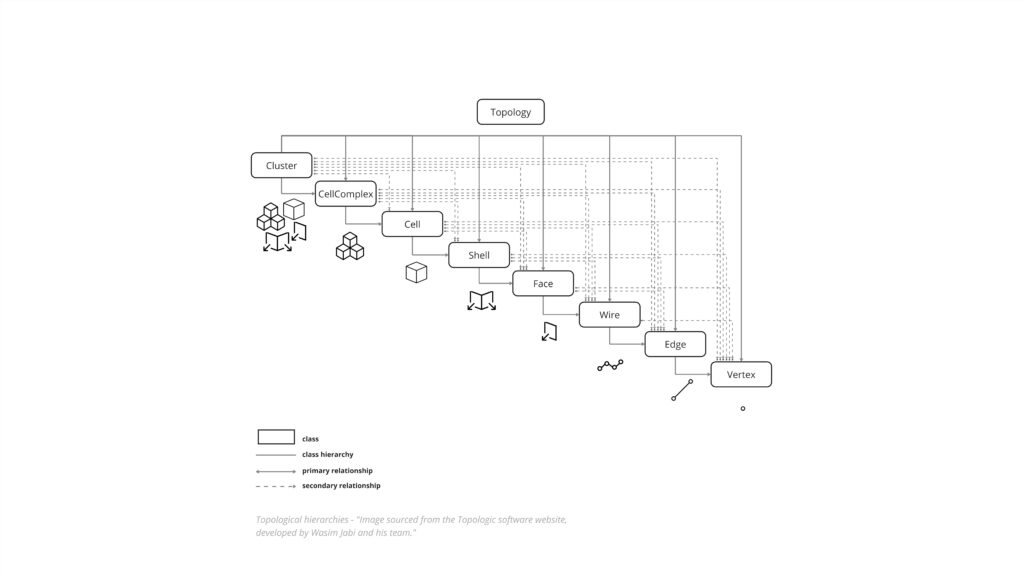 Topology
Cluster
CellComplex
Cell
Shell
Face
Wire
Edge
Vertex
class
class hierarchy
primary relationship
secondary relationship
Topological hierarchies - "Image sourced from the Topologic software website,
developed by Wasim Jabi and his team."